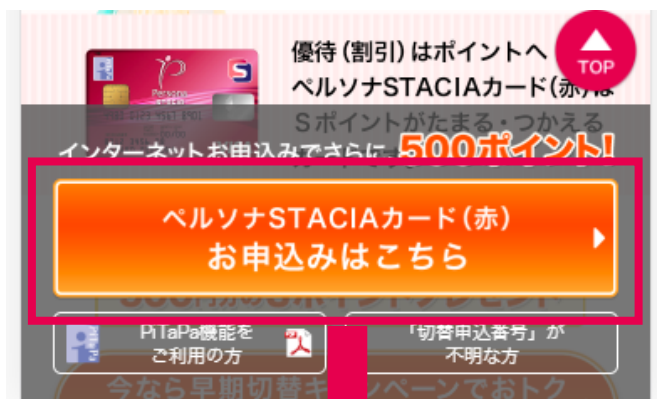 優待(割引)はポイントへ
TOP
ペルソナSTACIAカード(赤)は
Persona
STACIA
Sポイントがたまる・つかえる
インターネットお申込みでさらに 500ポイント!
ペルソナSTACIAカード(赤)
お申込みはこちら
PiTaPa機能を
ご利用の方
PiTaPa
「切替申込番号」が
不明な方
今なら早期切替キャンペーンでおトク